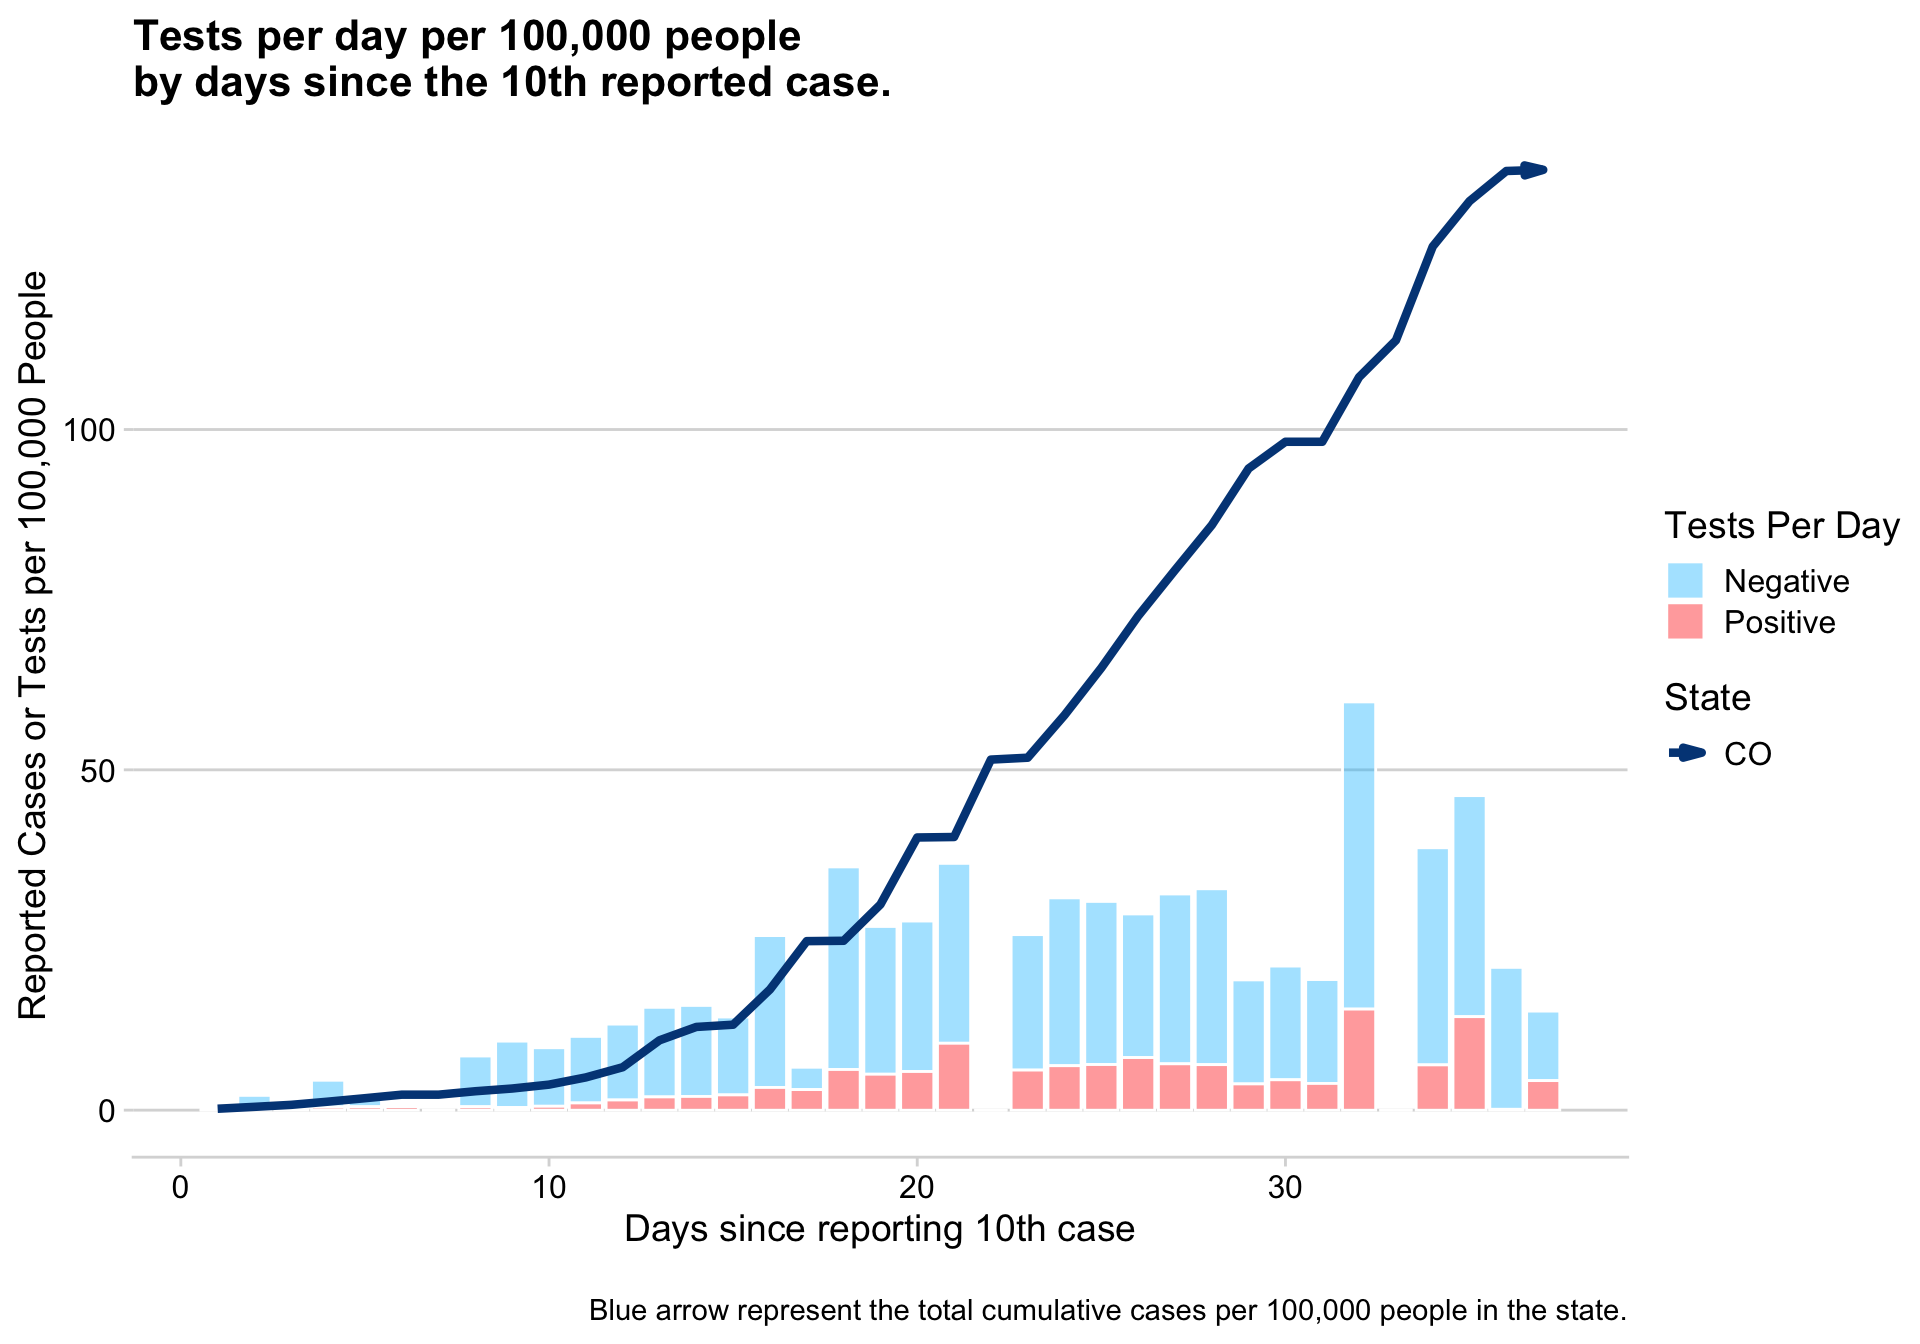 Tests per day per 100,000 people
by days since the 10th reported case.
Reported Cases or Tests per 100,000 People
100
50
0
0 10 20 30
Days since reporting 10th case
Tests Per Day
Negative
Positive
State
CO
Blue arrow represent the total cumulative cases per 100,000 people in the state.